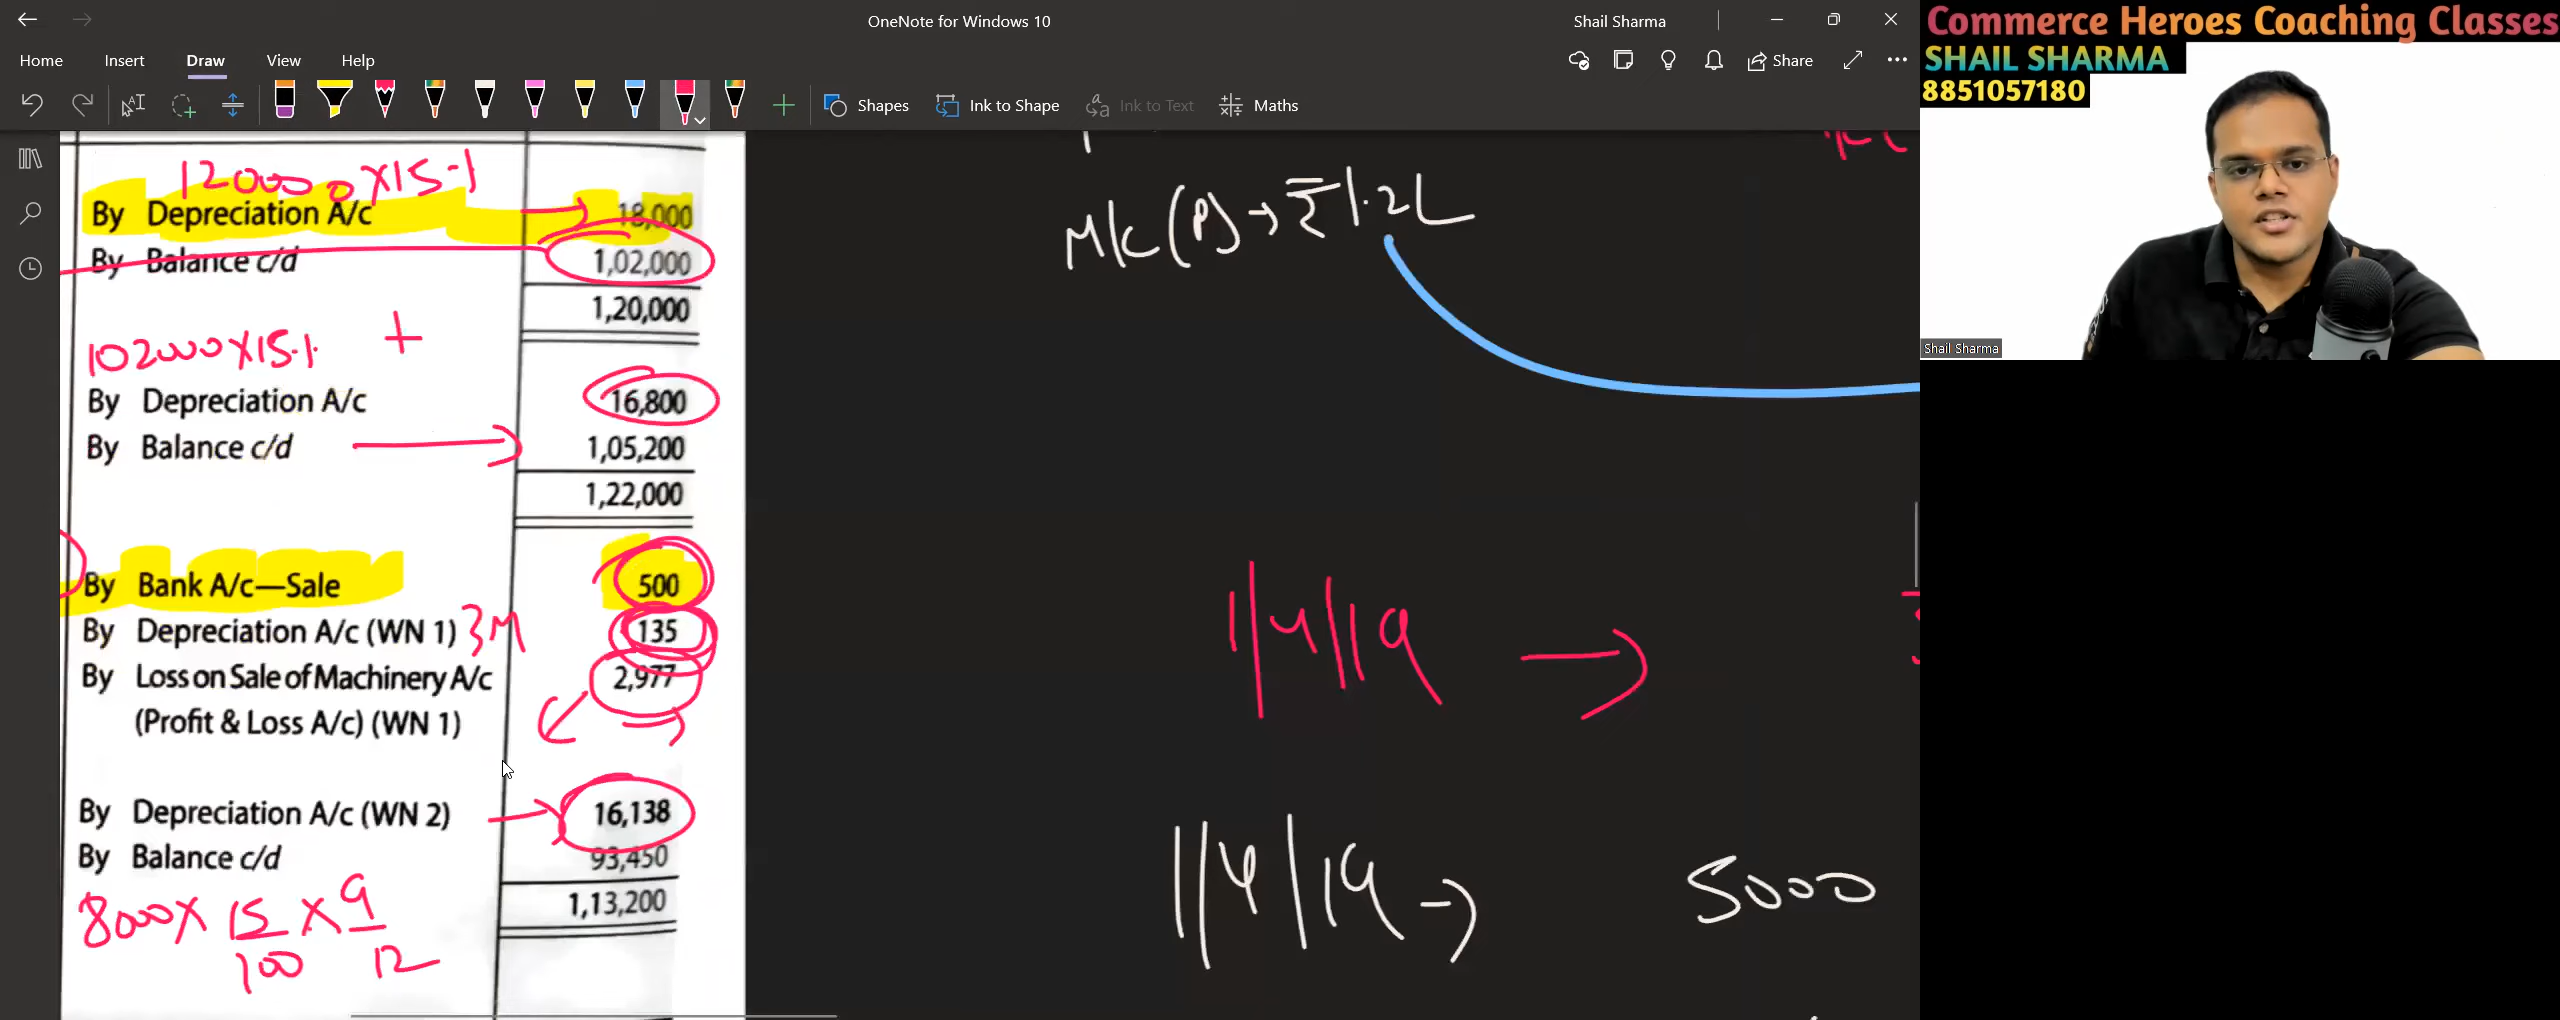 OneNote for Windows 10
Shail Sharma
Home Insert Draw View Help
Share
Shapes
Ink to Shape
Ink to Text
Maths
120000 x 15%
By Depreciation A/c 18,000
By Balance c/d 1,02,000
1,20,000
102000 x 15% +
By Depreciation A/c 16,800
By Balance c/d 1,05,200
1,22,000
By Bank A/c—Sale 500
By Depreciation A/c (WN 1) 3M 135
By Loss on Sale of Machinery A/c 2,977
(Profit & Loss A/c) (WN 1)
By Depreciation A/c (WN 2) 16,138
By Balance c/d 93,450
1,13,200
8000 x 15/100 x 9/12
M/c (P) → ₹ 1.2L
1/4/19 →
1/4/19 → 5000
Commerce Heroes Coaching Classes
SHAIL SHARMA
8851057180
Shail Sharma